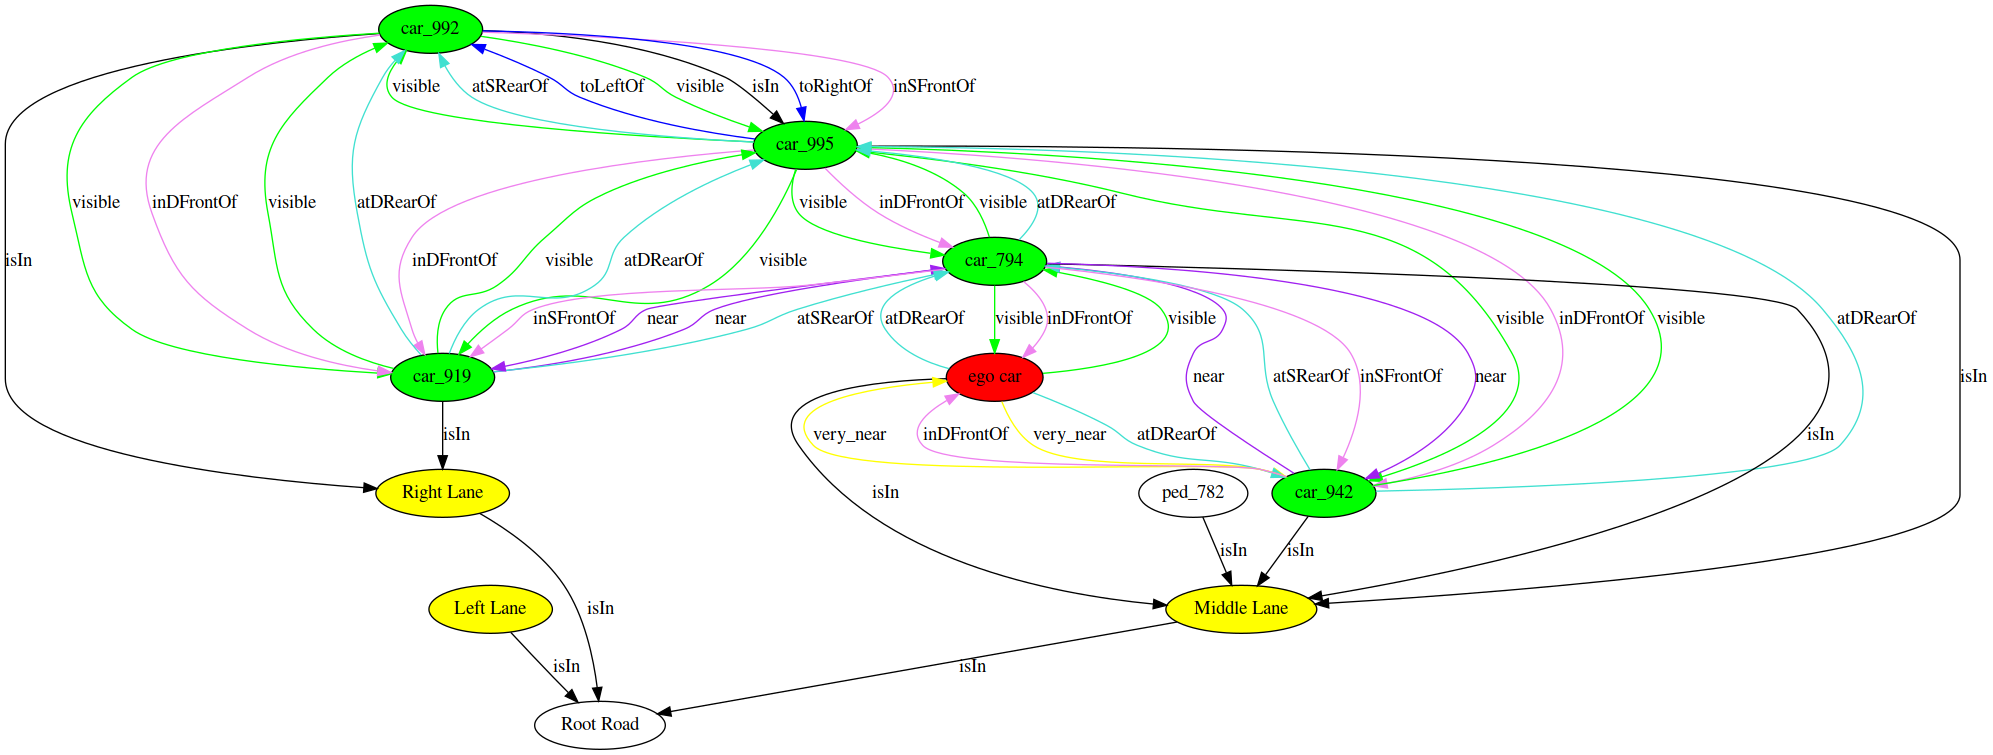 car_992
visible atSRearOf toLeftOf visible isIn toRightOf inSFrontOf
car_995
visible inDFrontOf visible atDRearOf visible inDFrontOf visible atDRearOf
isIn inDFrontOf visible atDRearOf visible car_794
inSFrontOf near near atSRearOf atDRearOf visible inDFrontOf visible visible inDFrontOf visible atDRearOf
car_919 ego car near atSRearOf inSFrontOf near isIn
isIn very_near inDFrontOf very_near atDRearOf isIn
Right Lane isIn ped_782 car_942
isIn isIn
isIn Left Lane Middle Lane
isIn isIn
Root Road